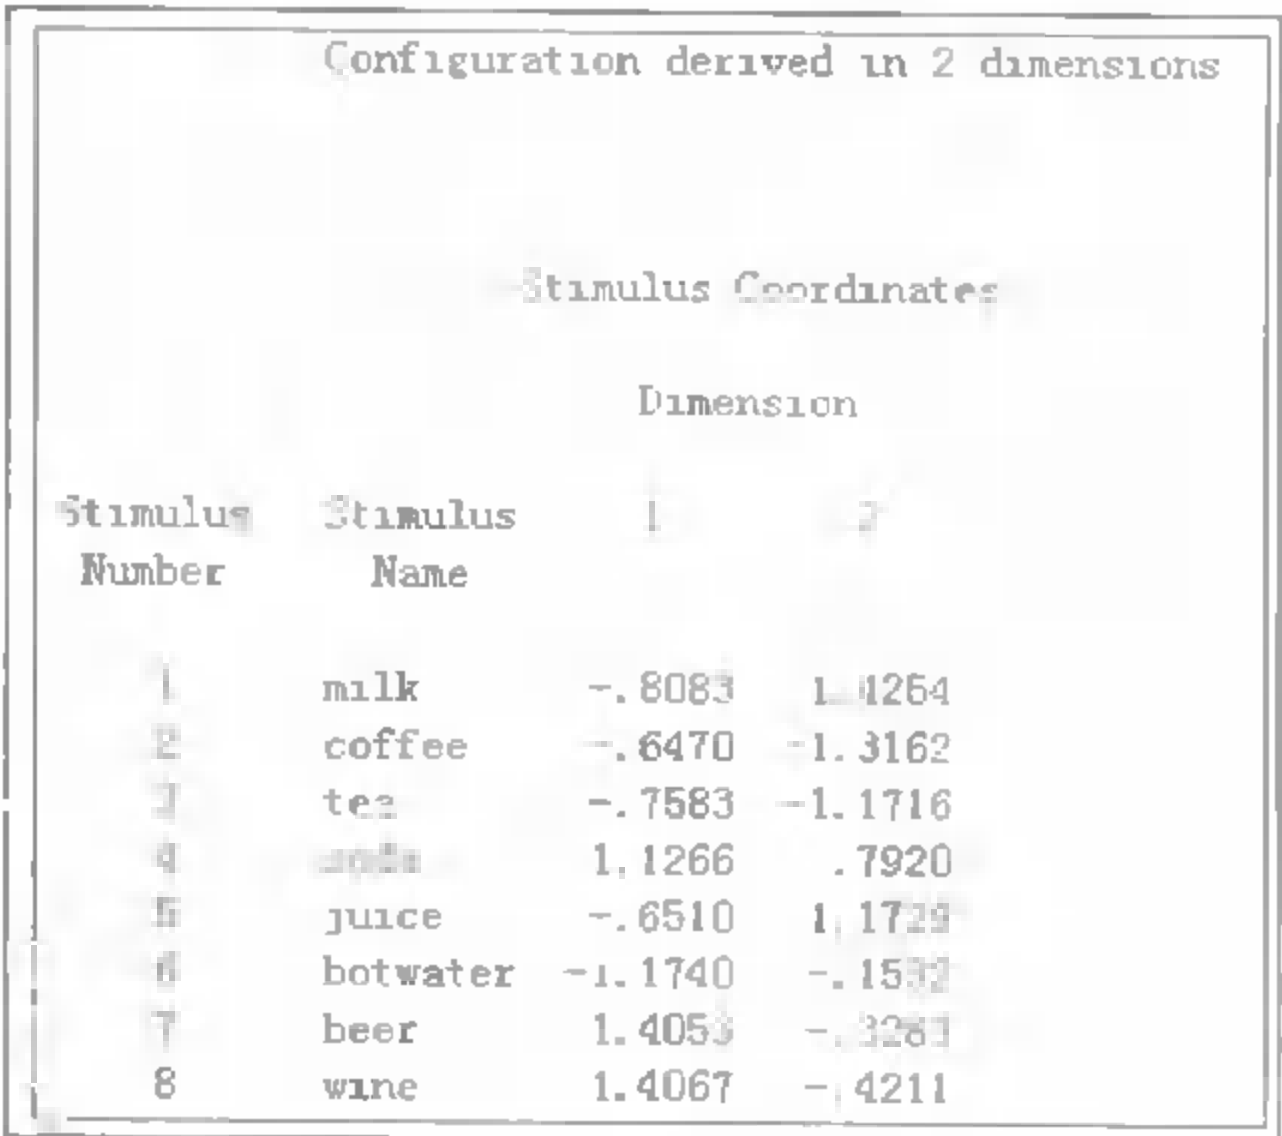 Configuration derived in 2 dimensions
Stimulus Coordinates
Dimension
1 2
Stimulus Stimulus
Number Name
1 milk -.8083
2 coffee -.6470 -1.3162
3 tea -.7583 -1.1716
4 1.1266 .7920
5 juice -.6510
6 botwater -1.1740
7 beer
8 wine 1.4067 -.4211